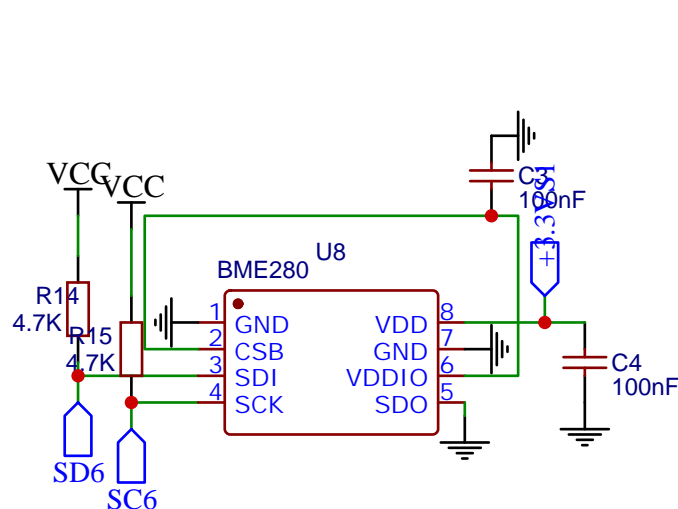 VCC
VCC
C3
100nF
+3.3VS1
U8
BME280
R14
4.7K
R15
4.7K
1
GND
2
CSB
3
SDI
4
SCK
VDD
8
GND
7
VDDIO
6
SDO
5
C4
100nF
SD6
SC6